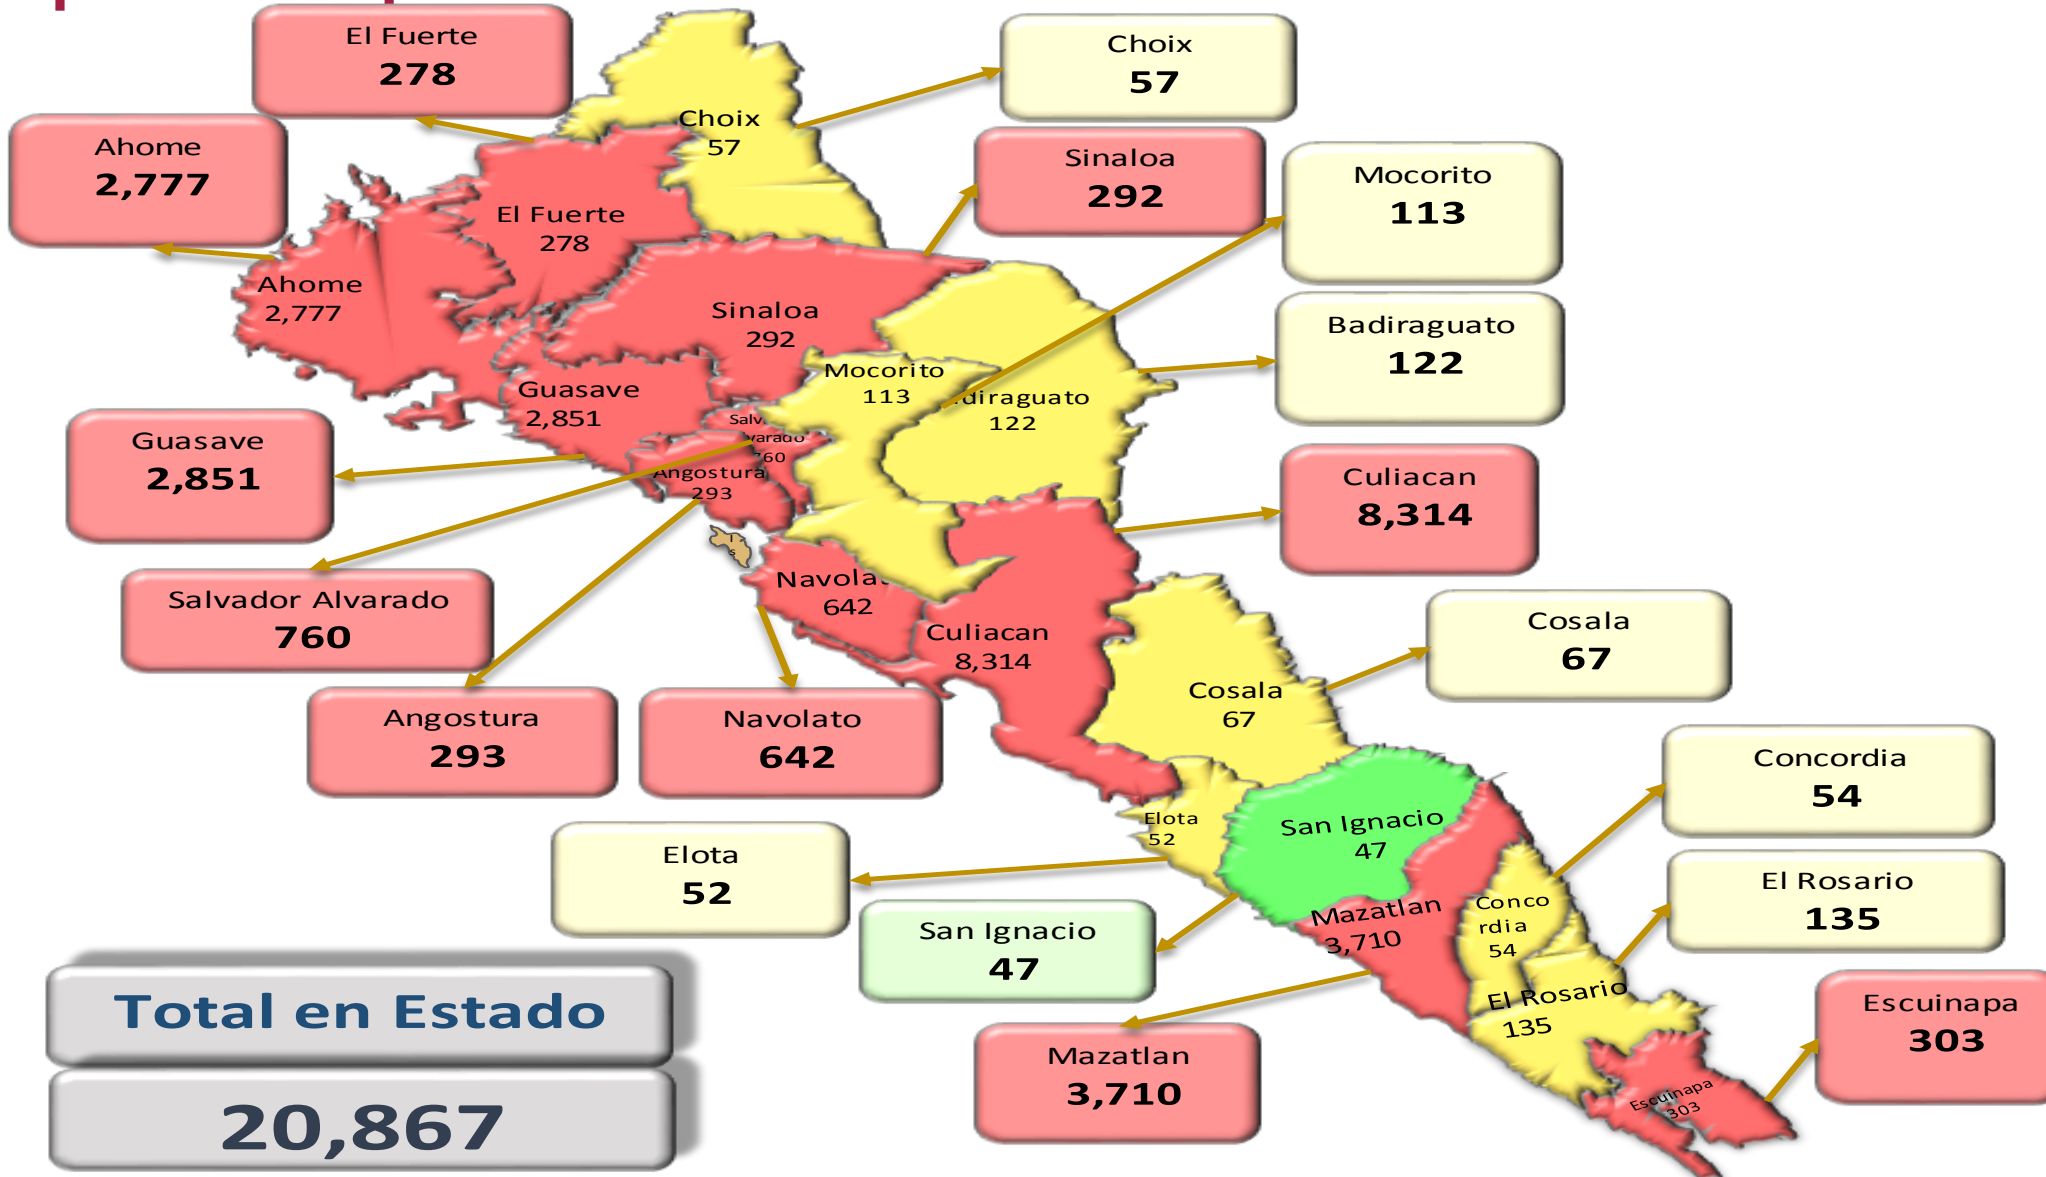 El Fuerte
278
Choix
57
Ahome
2,777
Sinaloa
292
Mocorito
113
Badiraguato
122
Guasave
2,851
Culiacan
8,314
Salvador Alvarado
760
Cosala
67
Angostura
293
Navolato
642
Concordia
54
Elota
52
El Rosario
135
San Ignacio
47
Escuinapa
303
Mazatlan
3,710
Choix
57
El Fuerte
278
Ahome
2,777
Sinaloa
292
Mocorito
113
diraguato
122
Guasave
2,851
Salv
varado
760
Angostura
293
Navolat
642
Culiacan
8,314
Cosala
67
Elota
52
San Ignacio
47
Mazatlan
3,710
Conco
rdia
54
El Rosario
135
Escuinapa
303
Total en Estado
20,867